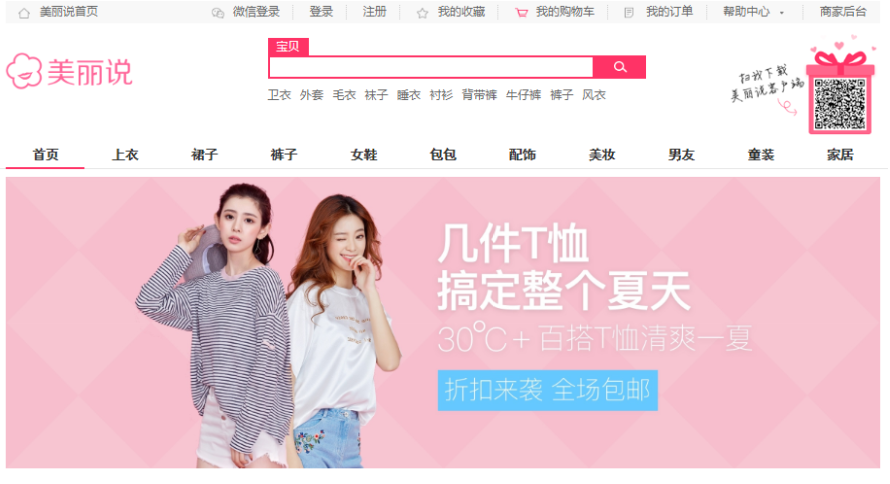 美丽说首页 微信登录 登录 注册 我的收藏 我的购物车 我的订单 帮助中心 商家后台
宝贝
美丽说
卫衣 外套 毛衣 袜子 睡衣 衬衫 背带裤 牛仔裤 裤子 风衣
扫我下载
美丽说客户端
首页 上衣 裙子 裤子 女鞋 包包 配饰 美妆 男友 童装 家居
几件T恤
搞定整个夏天
30°C+百搭T恤清爽一夏
折扣来袭 全场包邮